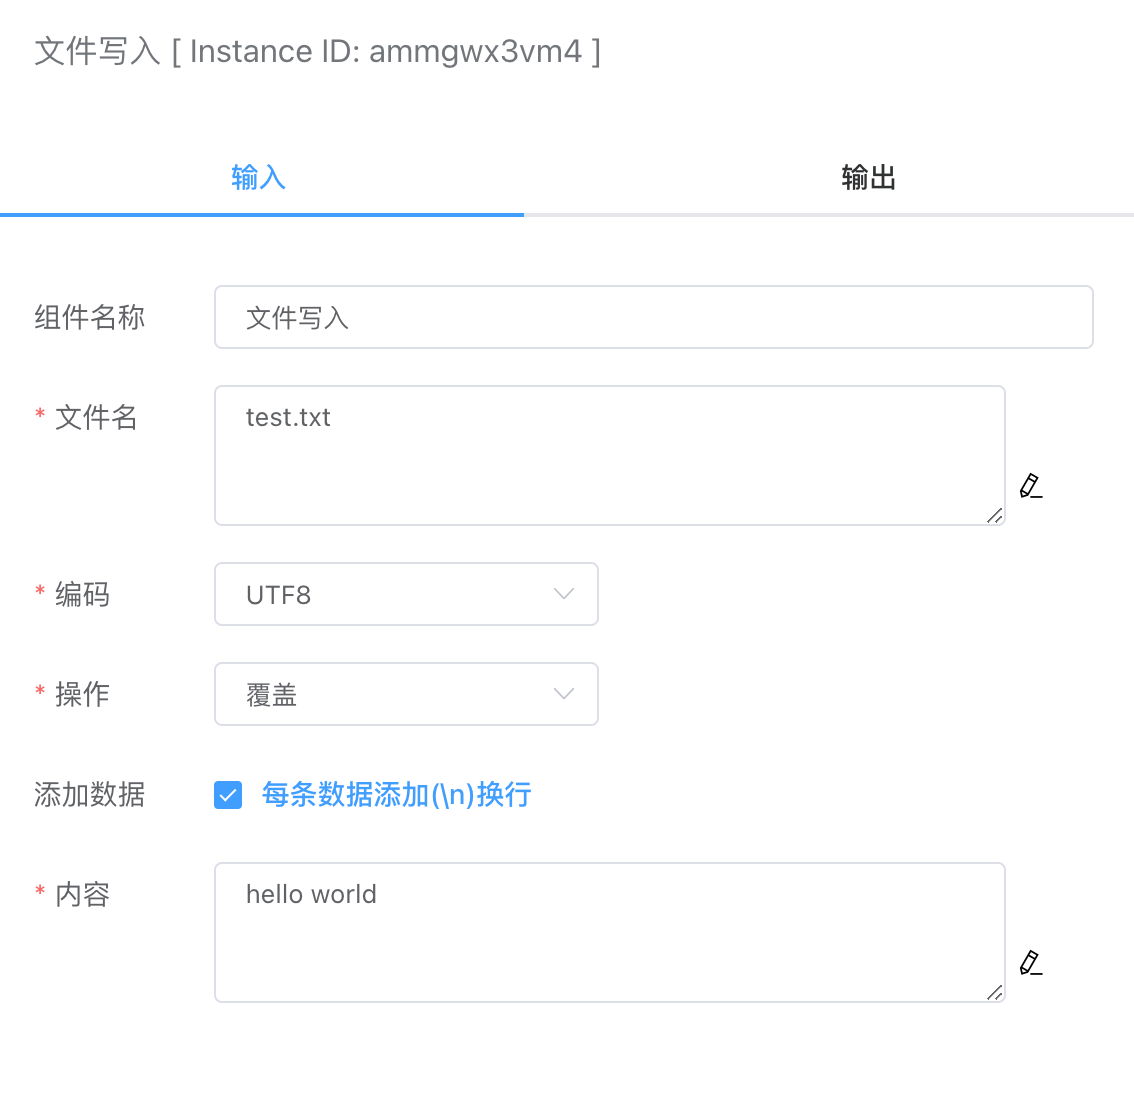 文件写入 [ Instance ID: ammgwx3vm4 ]
输入 输出
组件名称 文件写入
* 文件名 test.txt
* 编码 UTF8
* 操作 覆盖
添加数据 每条数据添加(\n)换行
* 内容 hello world